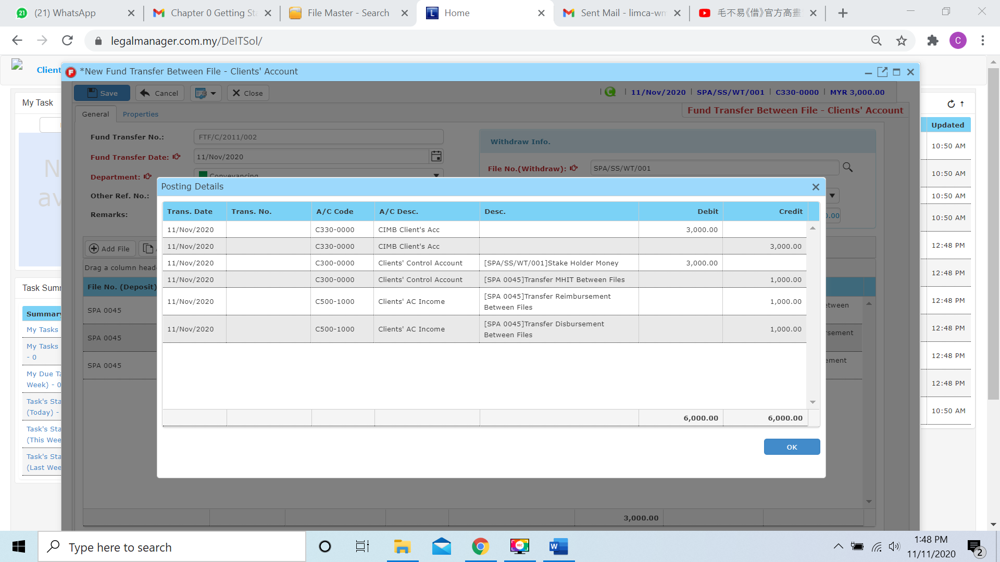 (21) WhatsApp
Chapter 0 Getting Sta
File Master - Search
Home
Sent Mail - limca-wm
毛不易《借》官方高畫
legalmanager.com.my/DeITSol/
C
Client
*New Fund Transfer Between File - Clients' Account
My Task
Save
Cancel
Close
11/Nov/2020 | SPA/SS/WT/001 | C330-0000 | MYR 3,000.00
General
Properties
Fund Transfer Between File - Clients' Account
Updated
Fund Transfer No.:
FTF/C/2011/002
Withdraw Info.
10:50 AM
Fund Transfer Date:
11/Nov/2020
File No.(Withdraw):
SPA/SS/WT/001
10:50 AM
Department:
Conveyancing
Other Ref. No.:
10:50 AM
Remarks:
0.00
10:50 AM
Posting Details
Trans. Date Trans. No. A/C Code A/C Desc. Desc. Debit Credit
11/Nov/2020 C330-0000 CIMB Client's Acc 3,000.00
11/Nov/2020 C330-0000 CIMB Client's Acc 3,000.00
11/Nov/2020 C300-0000 Clients' Control Account [SPA/SS/WT/001]Stake Holder Money 3,000.00
11/Nov/2020 C300-0000 Clients' Control Account [SPA 0045]Transfer MHIT Between Files 1,000.00
11/Nov/2020 C500-1000 Clients' AC Income [SPA 0045]Transfer Reimbursement
Between Files 1,000.00
11/Nov/2020 C500-1000 Clients' AC Income [SPA 0045]Transfer Disbursement
Between Files 1,000.00
6,000.00 6,000.00
OK
Add File
Drag a column head
File No. (Deposit)
SPA 0045
SPA 0045
SPA 0045
tween
sement
ement
3,000.00
12:48 PM
12:48 PM
12:48 PM
12:48 PM
12:48 PM
12:48 PM
10:50 AM
Task Sum
Summary
My Tasks
My Tasks
- 0
My Due Ta
Week) - 0
Task's Sta
(Today) -
Task's Sta
(This Wee
Task's Sta
(Last Wee
Type here to search
1:48 PM
11/11/2020
2